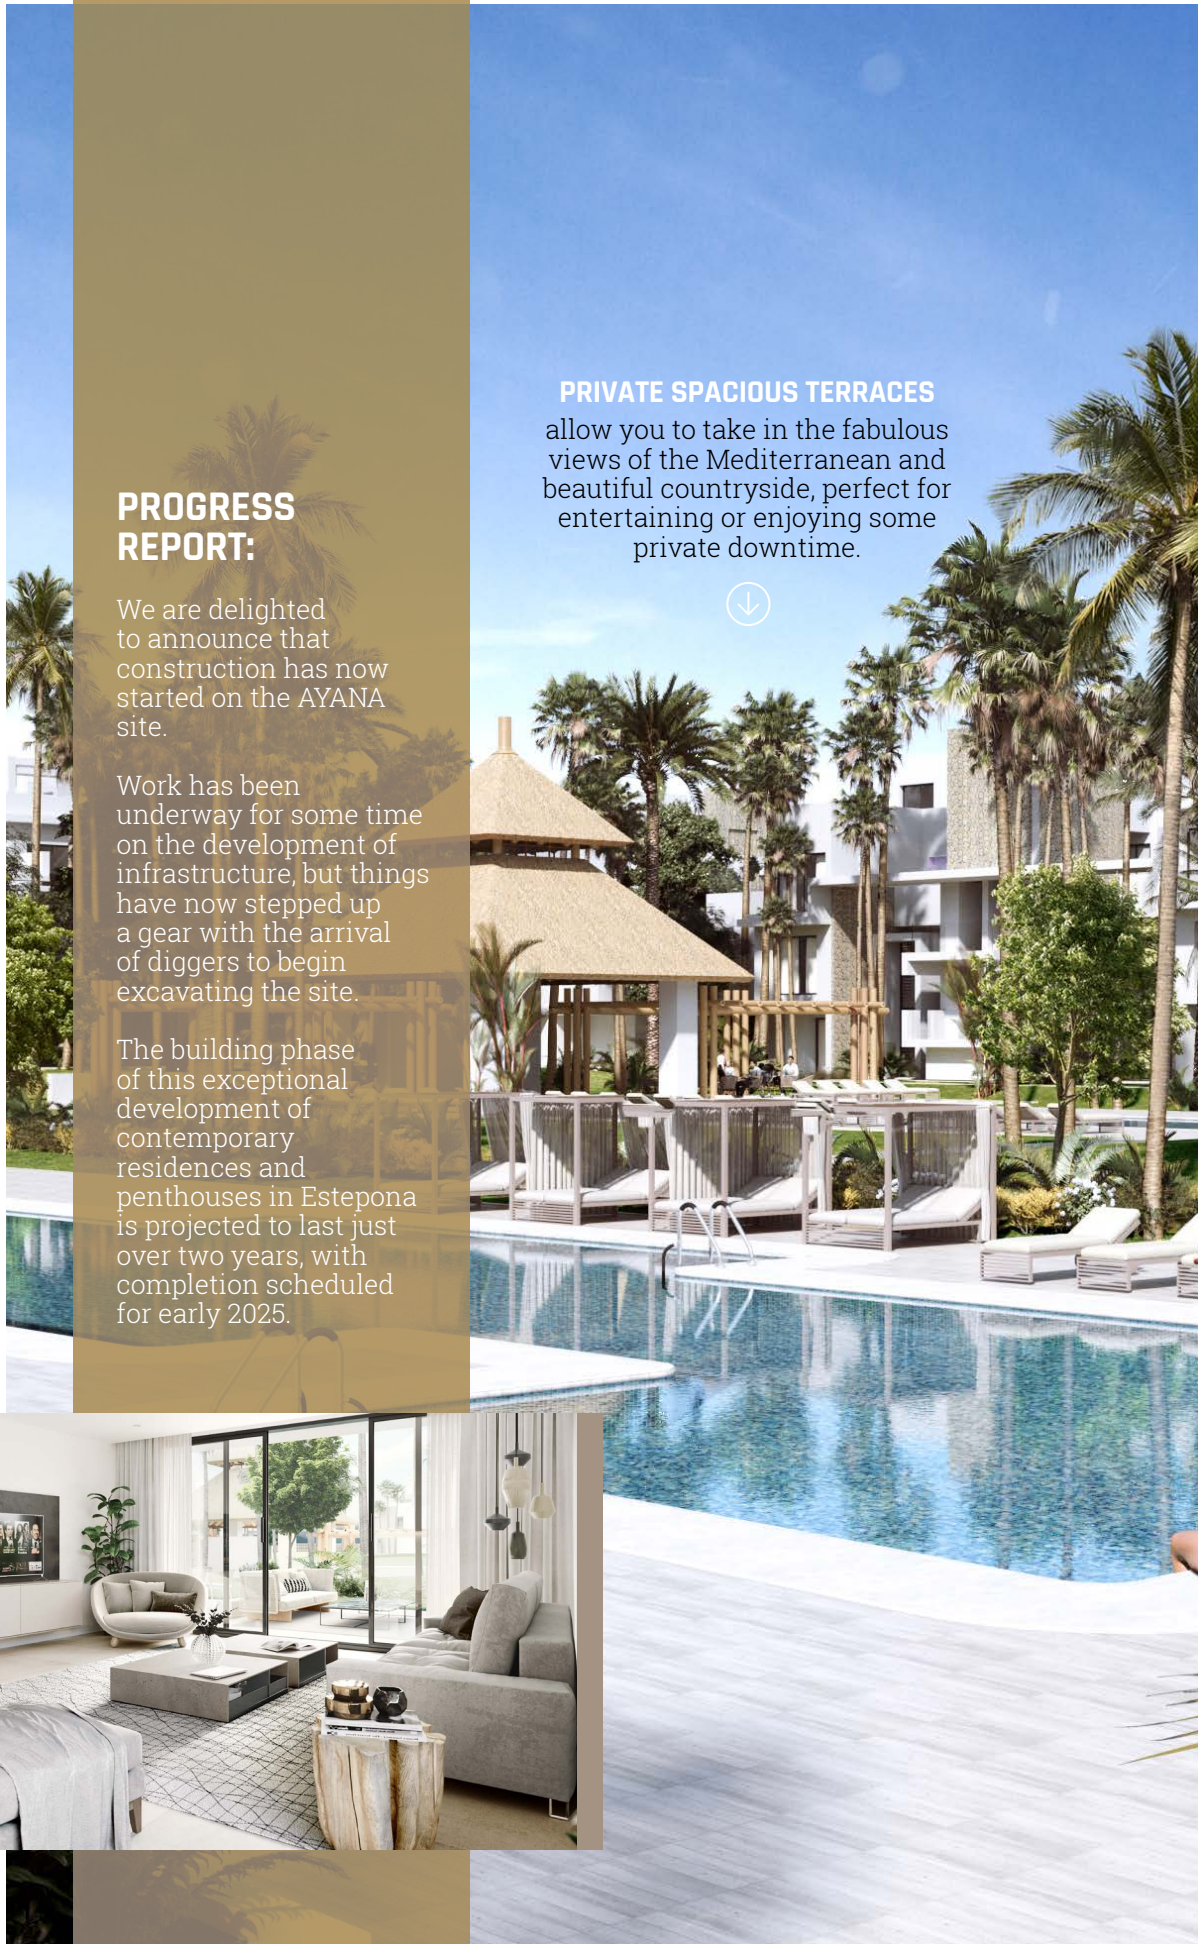 PROGRESS
REPORT:
We are delighted
to announce that
construction has now
started on the AYANA
site.
Work has been
underway for some time
on the development of
infrastructure, but things
have now stepped up
a gear with the arrival
of diggers to begin
excavating the site.
The building phase
of this exceptional
development of
contemporary
residences and
penthouses in Estepona
is projected to last just
over two years, with
completion scheduled
for early 2025.
PRIVATE SPACIOUS TERRACES
allow you to take in the fabulous
views of the Mediterranean and
beautiful countryside, perfect for
entertaining or enjoying some
private downtime.